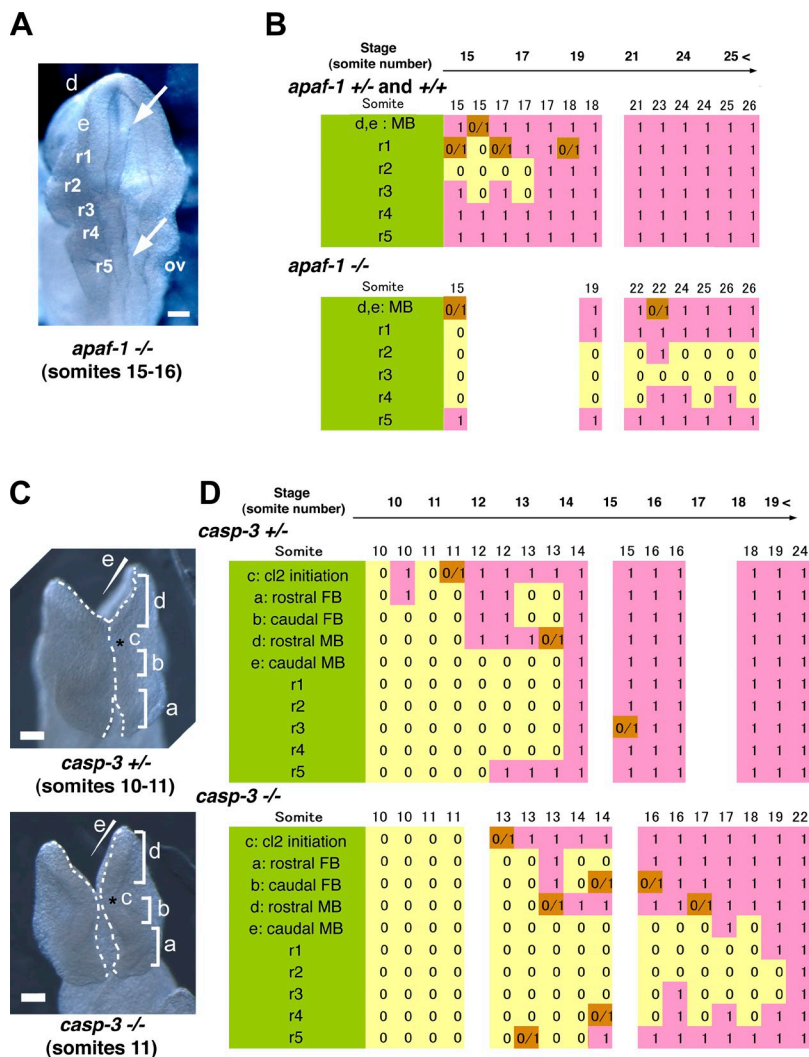 A
d
e
r1
r2
r3
r4
r5
ov
apaf-1 -/-
(somites 15-16)
B
Stage
(somite number) 15 17 19 21 24 25 <
apaf-1 +/- and +/+
Somite 15 15 17 17 17 18 18 21 23 24 24 25 26
d,e : MB 1 0/1 1 1 1 1 1 1 1 1 1 1 1
r1 0/1 0 0/1 1 1 0/1 1 1 1 1 1 1 1
r2 0 0 0 0 1 1 1 1 1 1 1 1 1
r3 1 0 1 0 1 1 1 1 1 1 1 1 1
r4 1 1 1 1 1 1 1 1 1 1 1 1 1
r5 1 1 1 1 1 1 1 1 1 1 1 1 1
apaf-1 -/-
Somite 15 19 22 22 24 25 26 26
d,e: MB 0/1 1 1 0/1 1 1 1 1
r1 0 1 1 1 1 1 1 1
r2 0 0 0 1 0 0 0 0
r3 0 0 0 0 0 0 0 0
r4 0 0 0 1 1 0 1 0
r5 1 1 1 1 1 1 1 1
C
e
d
* c
b
a
casp-3 +/-
(somites 10-11)
e
d
* c
b
a
casp-3 -/-
(somites 11)
D
Stage
(somite number) 10 11 12 13 14 15 16 17 18 19 <
casp-3 +/-
Somite 10 10 11 11 12 12 13 13 14 15 16 16 18 19 24
c: cl2 initiation 0 1 0 0/1 1 1 1 1 1 1 1 1 1 1 1
a: rostral FB 0 1 0 0 1 1 0 0 1 1 1 1 1 1 1
b: caudal FB 0 0 0 0 1 1 0 0 1 1 1 1 1 1 1
d: rostral MB 0 0 0 0 1 1 1 0/1 1 1 1 1 1 1 1
e: caudal MB 0 0 0 0 0 0 0 0 1 1 1 1 1 1 1
r1 0 0 0 0 0 0 0 0 1 1 1 1 1 1 1
r2 0 0 0 0 0 0 0 0 1 1 1 1 1 1 1
r3 0 0 0 0 0 0 0 0 1 0/1 1 1 1 1 1
r4 0 0 0 0 0 0 0 0 1 1 1 1 1 1 1
r5 0 0 0 0 0 1 1 1 1 1 1 1 1 1 1
casp-3 -/-
Somite 10 10 11 11 13 13 13 14 14 16 16 17 17 18 19 22
c: cl2 initiation 0 0 0 0 0/1 1 1 1 1 1 1 1 1 1 1 1
a: rostral FB 0 0 0 0 0 0 1 0 0 1 1 1 1 1 1 1
b: caudal FB 0 0 0 0 0 0 1 0 0/1 0/1 1 1 1 1 1 1
d: rostral MB 0 0 0 0 0 0 0/1 1 1 1 1 0/1 1 1 1 1
e: caudal MB 0 0 0 0 0 0 0 0 0 0 0 0 1 0 1 1
r1 0 0 0 0 0 0 0 0 0 0 0 0 0 0 1 1
r2 0 0 0 0 0 0 0 0 0 0 0 0 0 0 0 1
r3 0 0 0 0 0 0 0 0 0 0 1 0 0 0 0 1
r4 0 0 0 0 0 0 0 0 0/1 0 1 0 1 0 1 1
r5 0 0 0 0 0 0/1 0 0 1 1 1 1 1 1 1 1